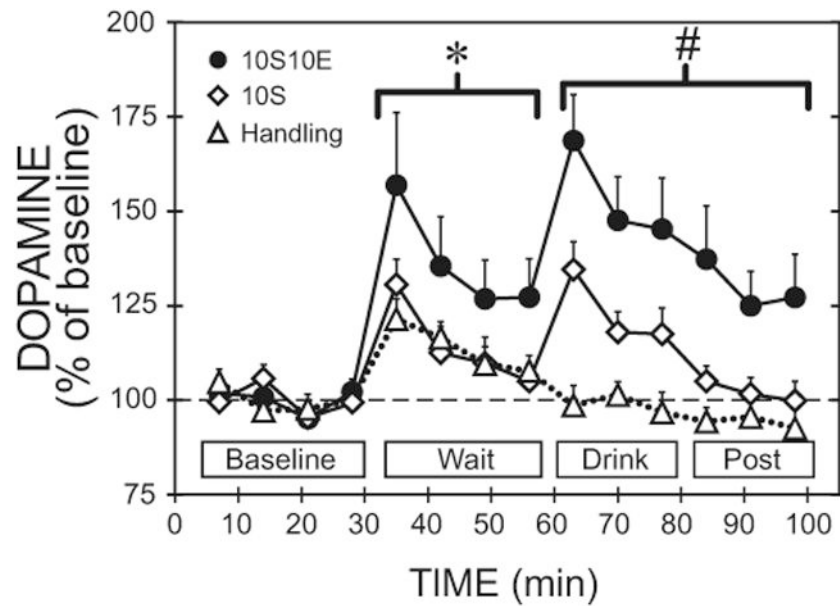 200
175
150
125
100
75
DOPAMINE
(% of baseline)
10S10E
10S
Handling
*
#
Baseline
Wait
Drink
Post
0 10 20 30 40 50 60 70 80 90 100
TIME (min)